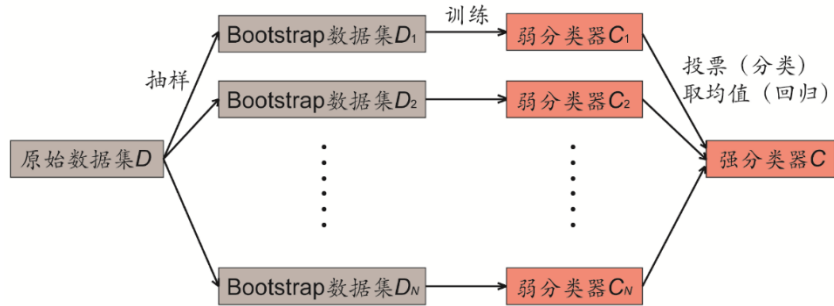 训练
Bootstrap数据集D1
弱分类器C1
抽样
投票（分类）
取均值（回归）
Bootstrap数据集D2
弱分类器C2
原始数据集D
强分类器C
Bootstrap数据集DN
弱分类器CN